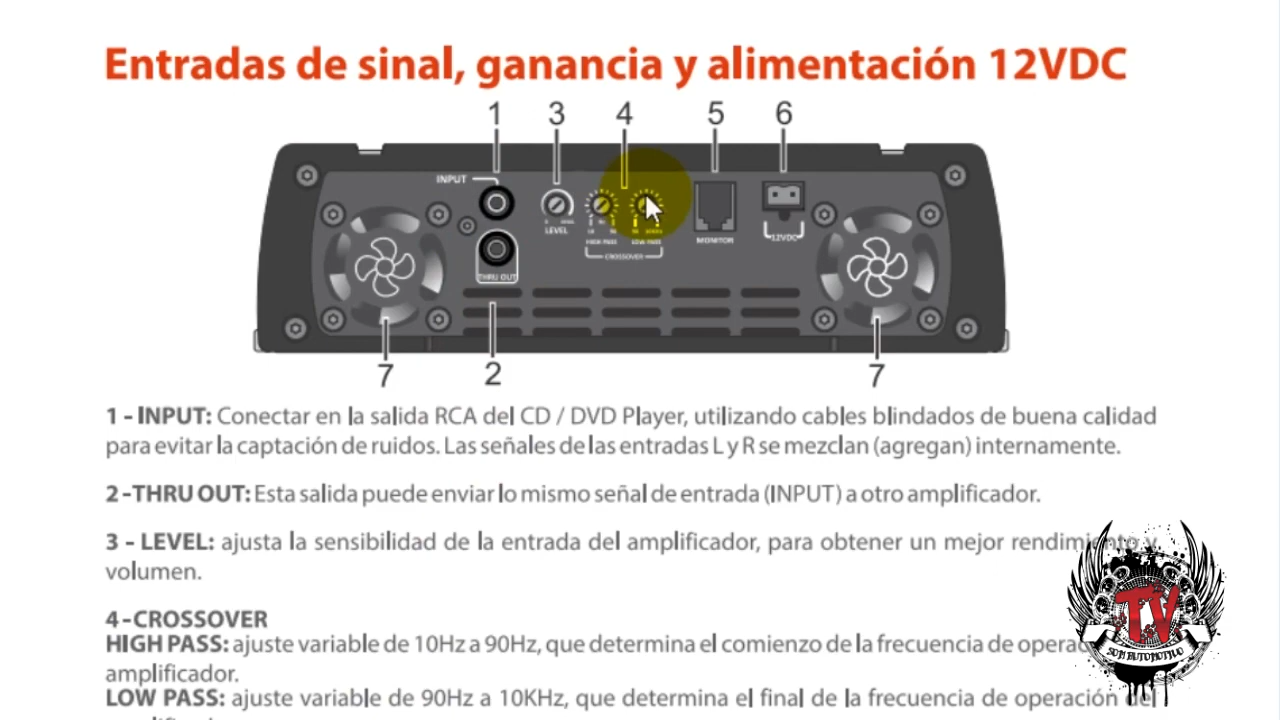 Entradas de sinal, ganancia y alimentación 12VDC
1 3 4 5 6
INPUT
LEVEL
HIGH PASS LOW PASS
CROSSOVER
MONITOR
12VDC
THRU OUT
7 2 7
1 - INPUT: Conectar en la salida RCA del CD / DVD Player, utilizando cables blindados de buena calidad
para evitar la captación de ruidos. Las señales de las entradas L y R se mezclan (agregan) internamente.
2 -THRU OUT: Esta salida puede enviar lo mismo señal de entrada (INPUT) a otro amplificador.
3 - LEVEL: ajusta la sensibilidad de la entrada del amplificador, para obtener un mejor rendimiento y
volumen.
4 -CROSSOVER
HIGH PASS: ajuste variable de 10Hz a 90Hz, que determina el comienzo de la frecuencia de operac
amplificador.
LOW PASS: ajuste variable de 90Hz a 10KHz, que determina el final de la frecuencia de operación del
TV
SOM AUTOMOTIVO